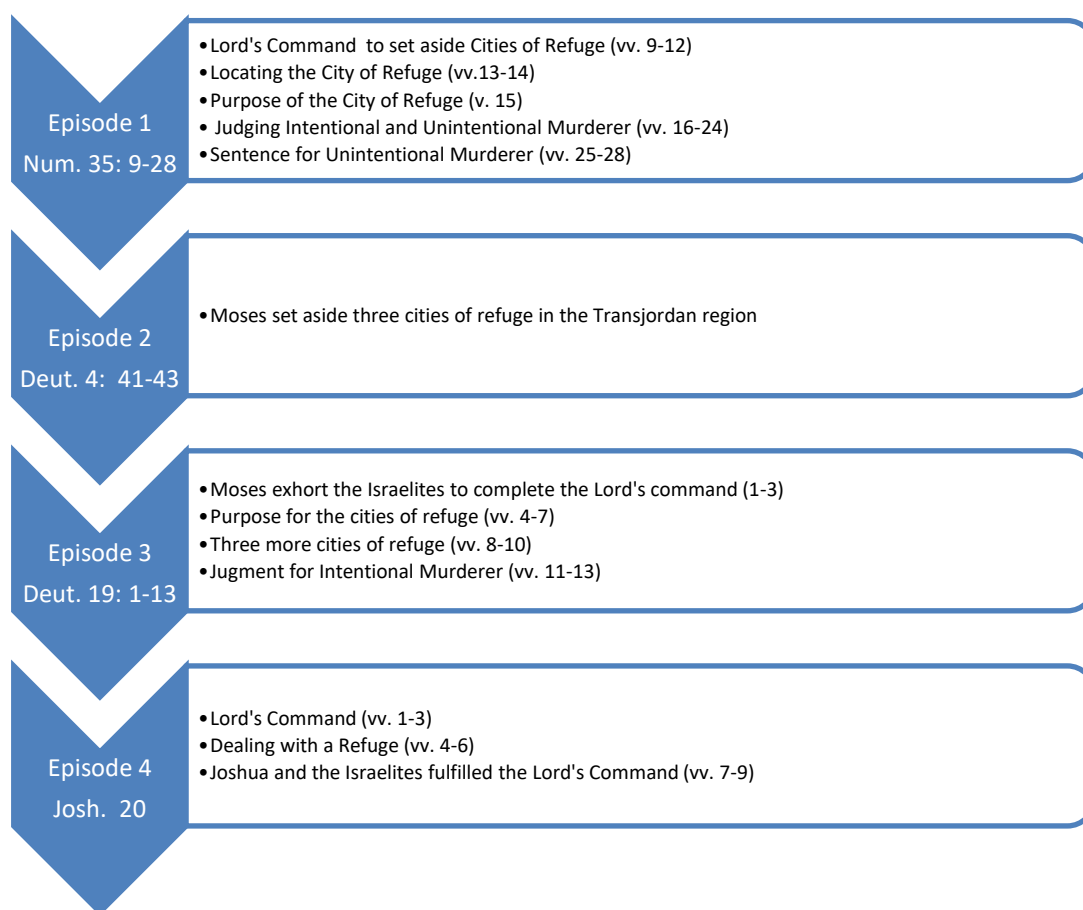 Episode 1
Num. 35: 9-28
•Lord's Command  to set aside Cities of Refuge (vv. 9-12)
•Locating the City of Refuge (vv.13-14)
•Purpose of the City of Refuge (v. 15)
• Judging Intentional and Unintentional Murderer (vv. 16-24)
•Sentence for Unintentional Murderer (vv. 25-28)
Episode 2
Deut. 4:  41-43
•Moses set aside three cities of refuge in the Transjordan region
Episode 3
Deut. 19: 1-13
•Moses exhort the Israelites to complete the Lord's command (1-3)
•Purpose for the cities of refuge (vv. 4-7)
•Three more cities of refuge (vv. 8-10)
•Jugment for Intentional Murderer (vv. 11-13)
Episode 4
Josh.  20
•Lord's Command (vv. 1-3)
•Dealing with a Refuge (vv. 4-6)
•Joshua and the Israelites fulfilled the Lord's Command (vv. 7-9)